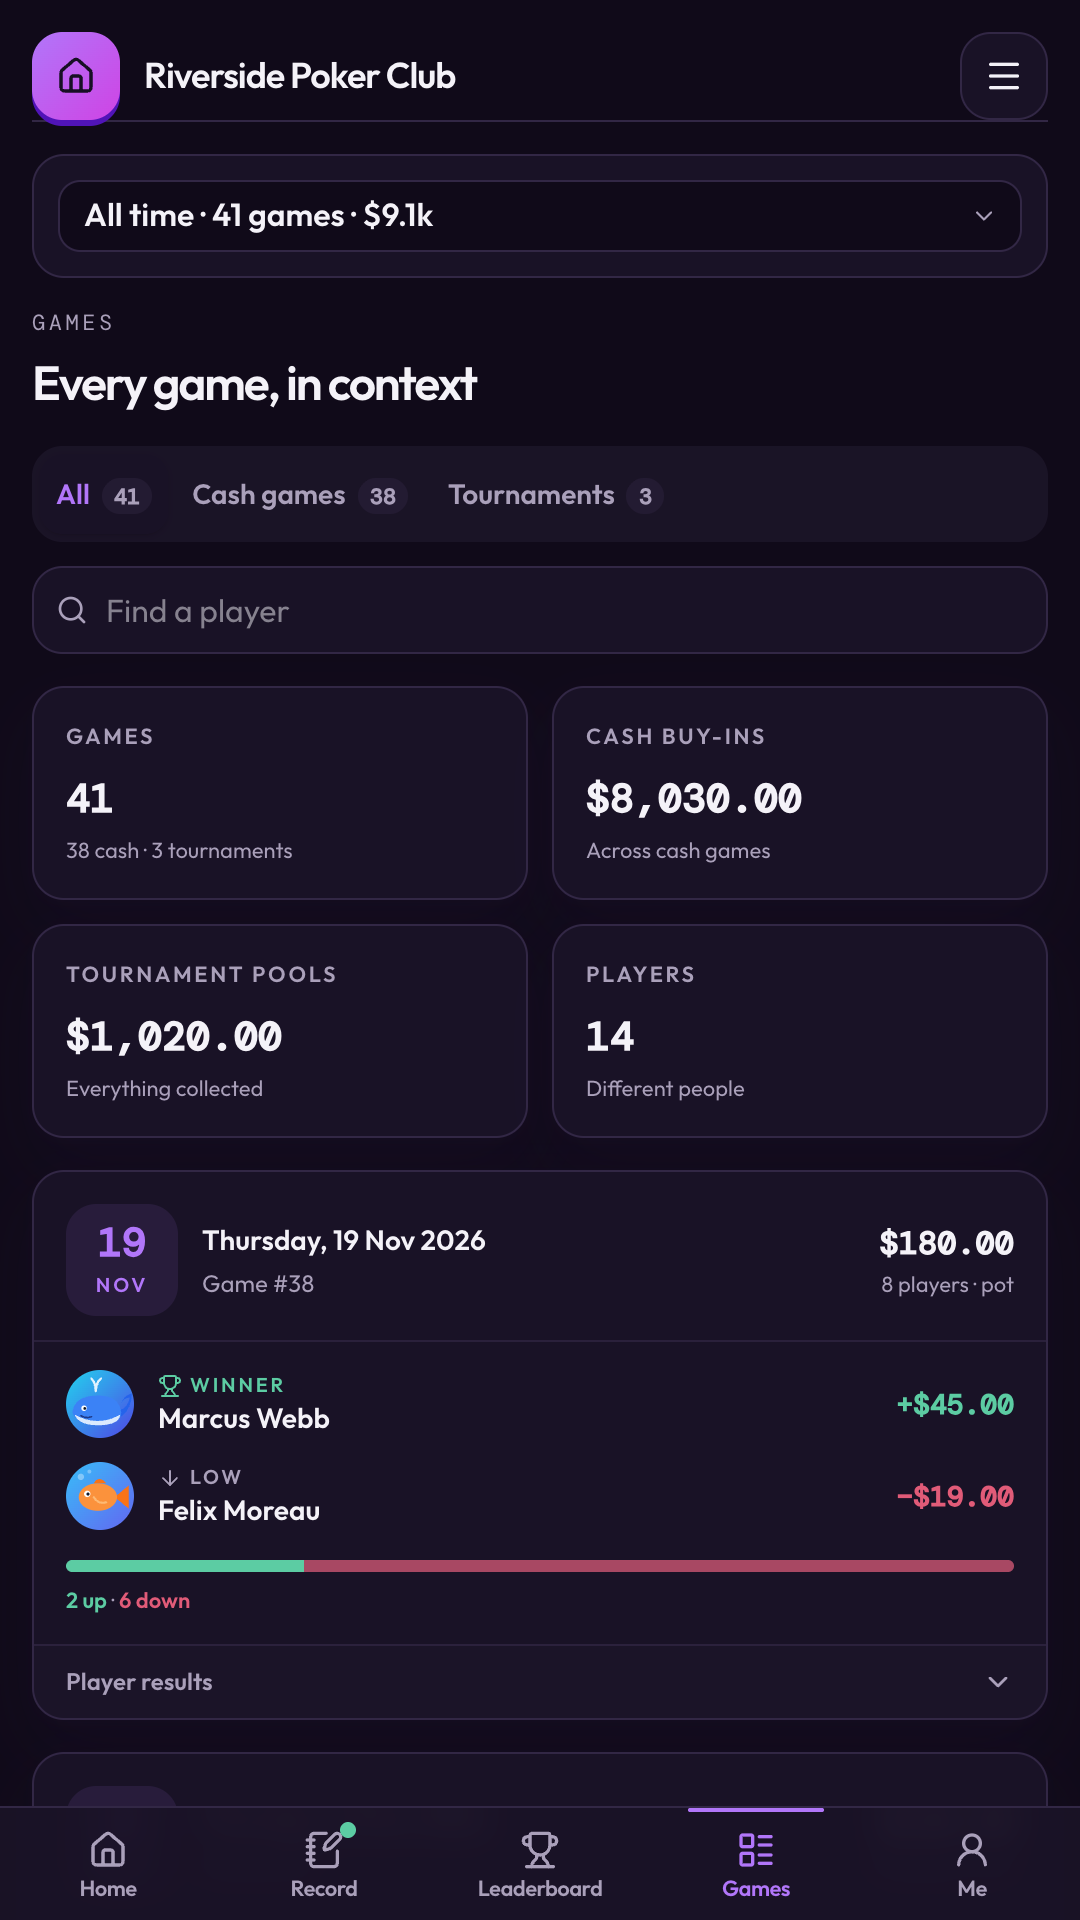 Riverside Poker Club
All time · 41 games · $9.1k
GAMES
Every game, in context
All 41 Cash games 38 Tournaments 3
Find a player
GAMES
41
38 cash · 3 tournaments
CASH BUY-INS
$8,030.00
Across cash games
TOURNAMENT POOLS
$1,020.00
Everything collected
PLAYERS
14
Different people
19
NOV
Thursday, 19 Nov 2026
Game #38
$180.00
8 players · pot
WINNER
Marcus Webb
+$45.00
LOW
Felix Moreau
−$19.00
2 up · 6 down
Player results
Home Record Leaderboard Games Me